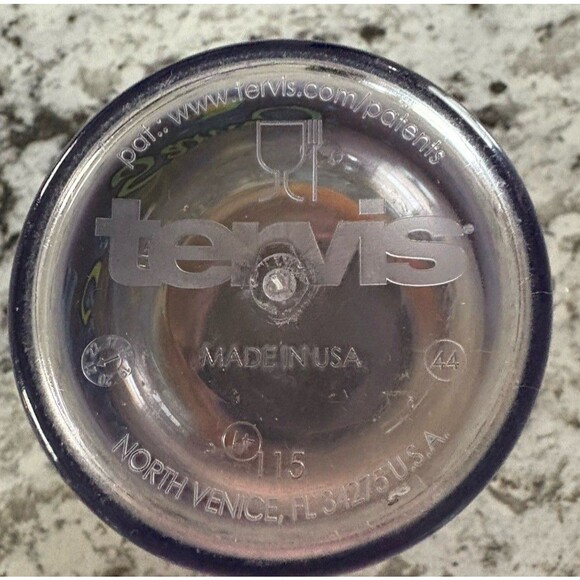 pat.: www.tervis.com/patents
tervis
MADE IN USA
44
115
NORTH VENICE, FL 34275 U.S.A.